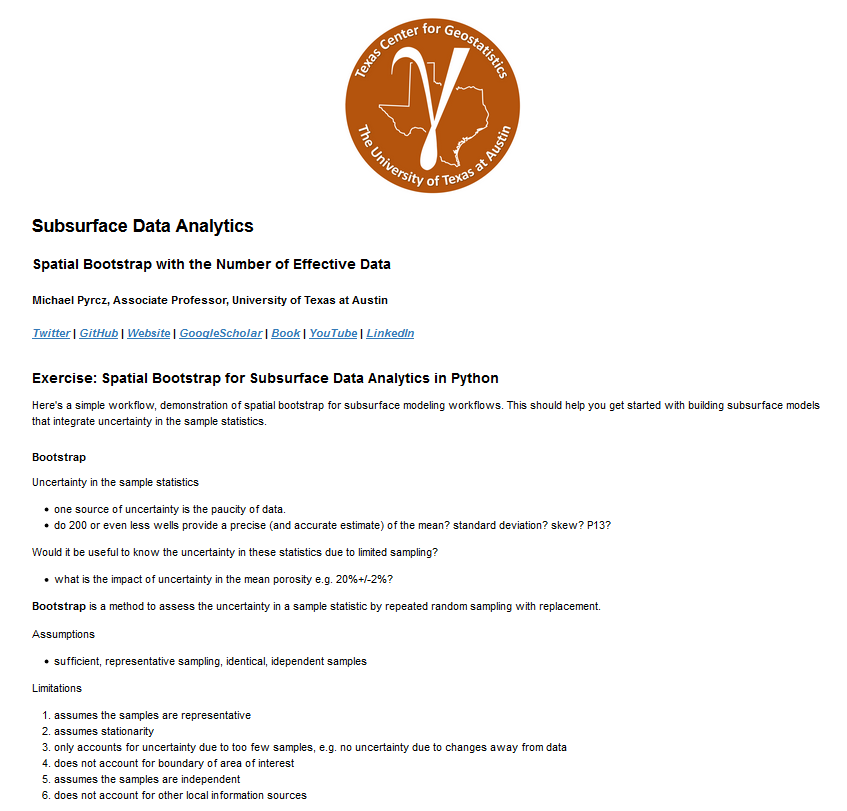 Texas Center for Geostatistics
The University of Texas at Austin
Subsurface Data Analytics
Spatial Bootstrap with the Number of Effective Data
Michael Pyrcz, Associate Professor, University of Texas at Austin
Twitter | GitHub | Website | GoogleScholar | Book | YouTube | LinkedIn
Exercise: Spatial Bootstrap for Subsurface Data Analytics in Python
Here's a simple workflow, demonstration of spatial bootstrap for subsurface modeling workflows. This should help you get started with building subsurface models
that integrate uncertainty in the sample statistics.
Bootstrap
Uncertainty in the sample statistics
• one source of uncertainty is the paucity of data.
• do 200 or even less wells provide a precise (and accurate estimate) of the mean? standard deviation? skew? P13?
Would it be useful to know the uncertainty in these statistics due to limited sampling?
• what is the impact of uncertainty in the mean porosity e.g. 20%+/-2%?
Bootstrap is a method to assess the uncertainty in a sample statistic by repeated random sampling with replacement.
Assumptions
• sufficient, representative sampling, identical, idependent samples
Limitations
1. assumes the samples are representative
2. assumes stationarity
3. only accounts for uncertainty due to too few samples, e.g. no uncertainty due to changes away from data
4. does not account for boundary of area of interest
5. assumes the samples are independent
6. does not account for other local information sources